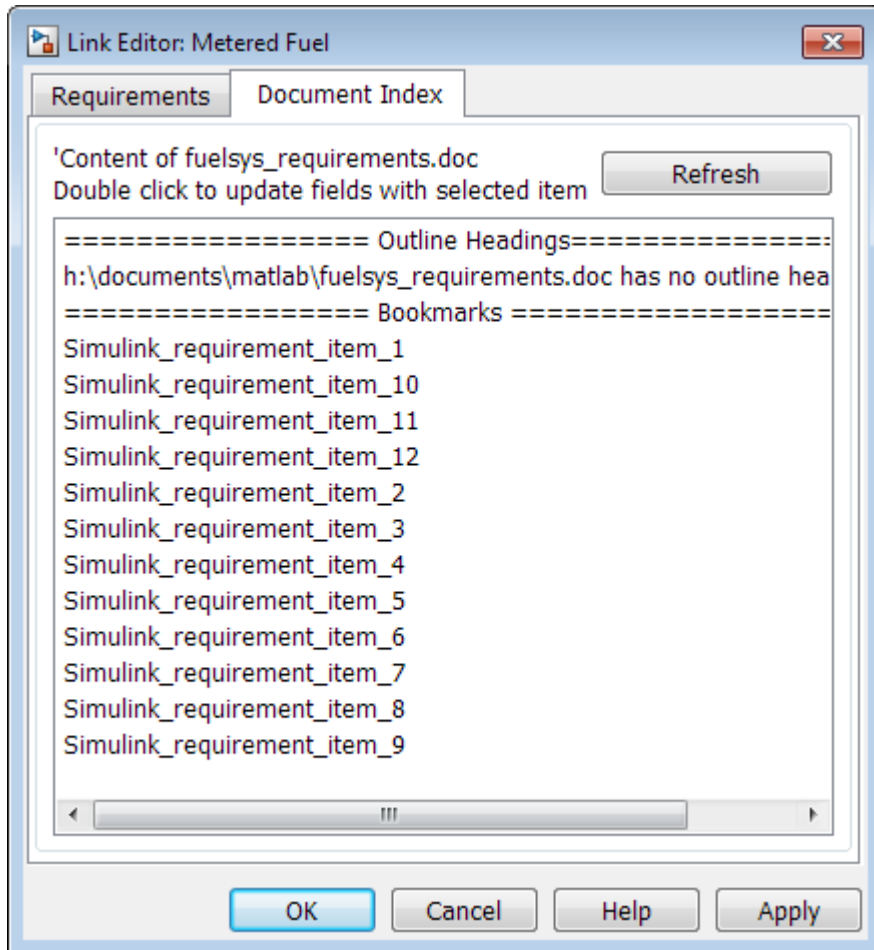 Link Editor: Metered Fuel
Requirements Document Index
'Content of fuelsys_requirements.doc
Double click to update fields with selected item
Refresh
================= Outline Headings===============
h:\documents\matlab\fuelsys_requirements.doc has no outline hea
================= Bookmarks ==================
Simulink_requirement_item_1
Simulink_requirement_item_10
Simulink_requirement_item_11
Simulink_requirement_item_12
Simulink_requirement_item_2
Simulink_requirement_item_3
Simulink_requirement_item_4
Simulink_requirement_item_5
Simulink_requirement_item_6
Simulink_requirement_item_7
Simulink_requirement_item_8
Simulink_requirement_item_9
OK Cancel Help Apply